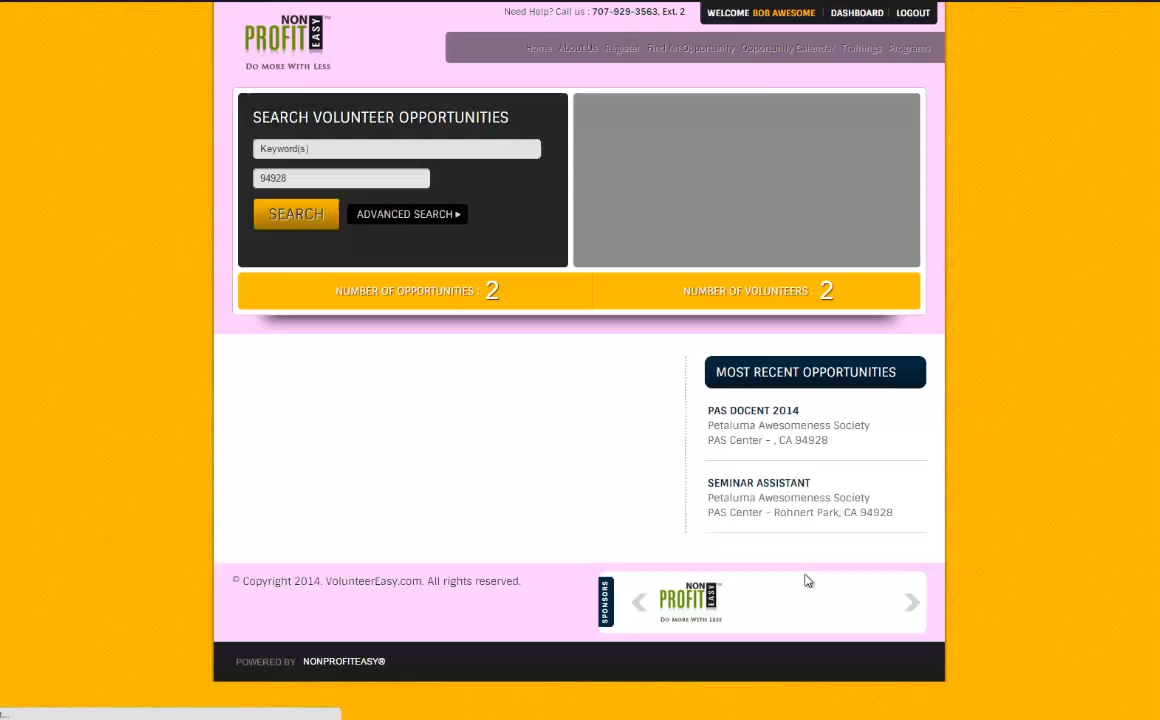 Need Help? Call us : 707-929-3563, Ext. 2
WELCOME BOB AWESOME | DASHBOARD | LOGOUT
NON PROFIT EASY™
DO MORE WITH LESS
Home About Us Register Find An Opportunity Opportunity Calendar Trainings Programs
SEARCH VOLUNTEER OPPORTUNITIES
Keyword(s)
94928
SEARCH
ADVANCED SEARCH
NUMBER OF OPPORTUNITIES : 2
NUMBER OF VOLUNTEERS : 2
MOST RECENT OPPORTUNITIES
PAS DOCENT 2014
Petaluma Awesomeness Society
PAS Center - , CA 94928
SEMINAR ASSISTANT
Petaluma Awesomeness Society
PAS Center - Rohnert Park, CA 94928
© Copyright 2014, VolunteerEasy.com. All rights reserved.
SPONSORS
NON PROFIT EASY™
DO MORE WITH LESS
POWERED BY NONPROFITEASY®